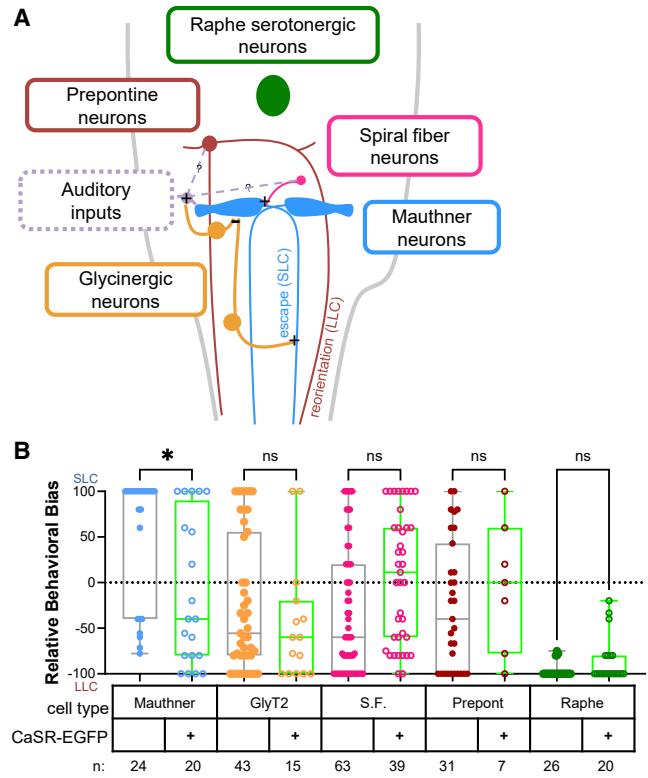 A
Raphe serotonergic
neurons
Prepontine
neurons
Spiral fiber
neurons
?
?
Auditory
inputs
+
+
-
Mauthner
neurons
Glycinergic
neurons
escape (SLC)
reorientation (LLC)
+
B
SLC
* ns ns ns ns
Relative Behavioral Bias
100
50
0
-50
-100
LLC
cell type Mauthner GlyT2 S.F. Prepont Raphe
CaSR-EGFP + + + + +
n: 24 20 43 15 63 39 31 7 26 20